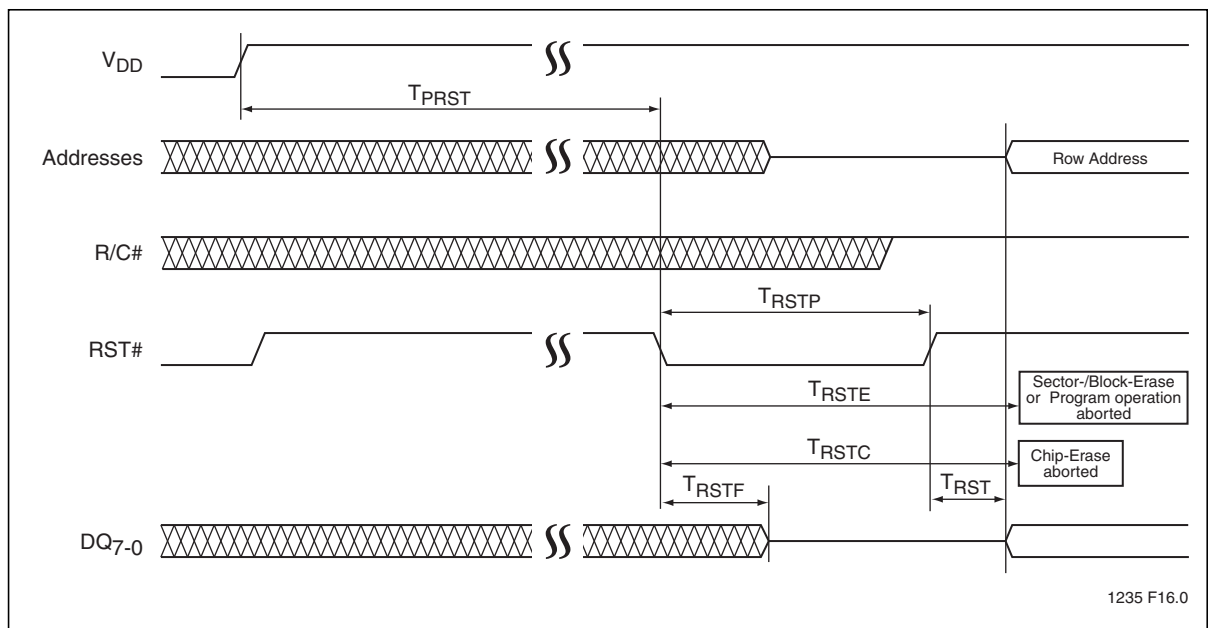 VDD
TPRST
Addresses
Row Address
R/C#
TRSTP
RST#
TRSTE
Sector-/Block-Erase
or Program operation
aborted
TRSTC
Chip-Erase
aborted
TRSTF
TRST
DQ7-0
1235 F16.0